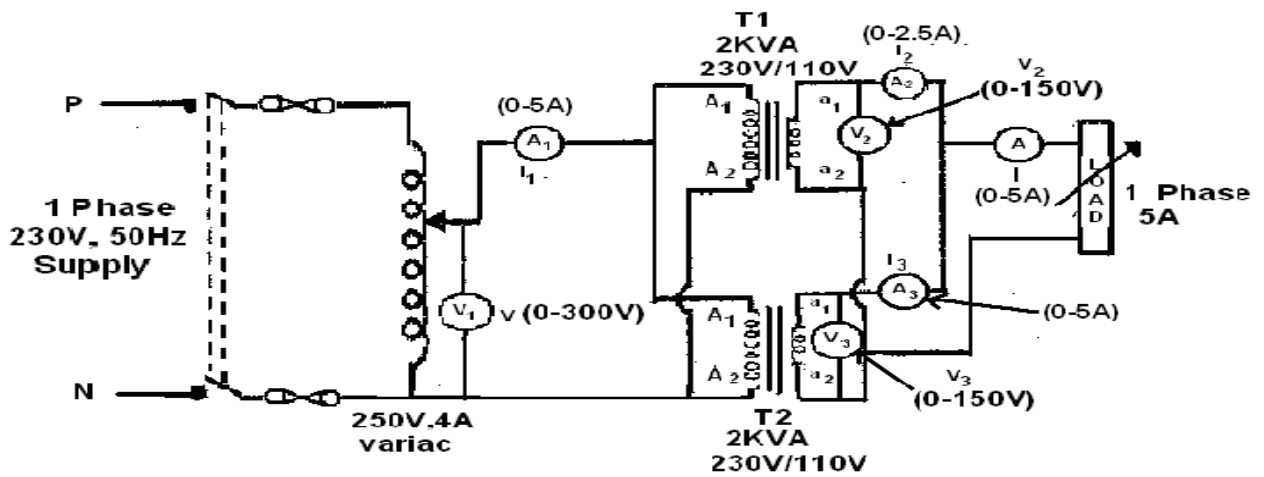 P
N
1 Phase
230V, 50Hz
Supply
250V,4A
variac
(0-5A)
A1
I1
V1
V (0-300V)
T1
2KVA
230V/110V
A1
A2
a1
a2
V2
(0-2.5A)
I2
A2
V2
(0-150V)
A
I
(0-5A)
LOAD
1 Phase
5A
A1
A2
a1
a2
V3
I3
A3
(0-5A)
V3
(0-150V)
T2
2KVA
230V/110V